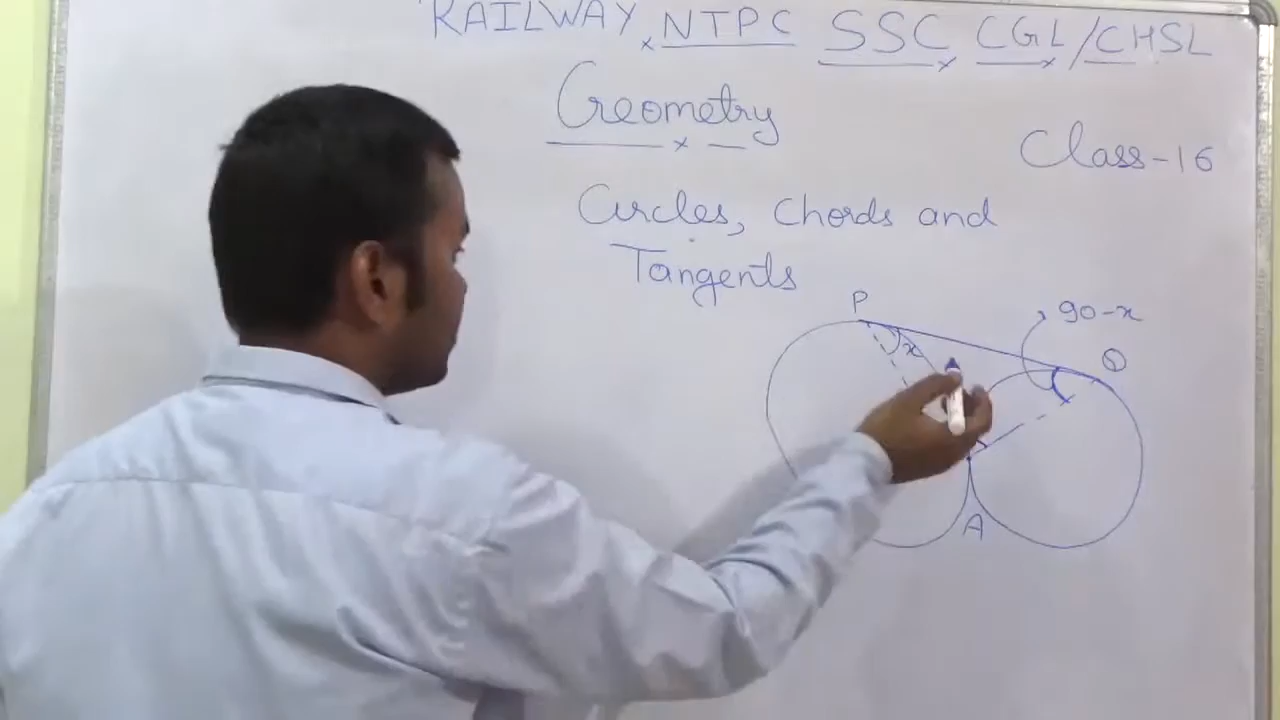 RAILWAY NTPC SSC CGL/CHSL
Geometry
Class-16
Circles, Chords and
Tangents
P
90-x
x
Q
A